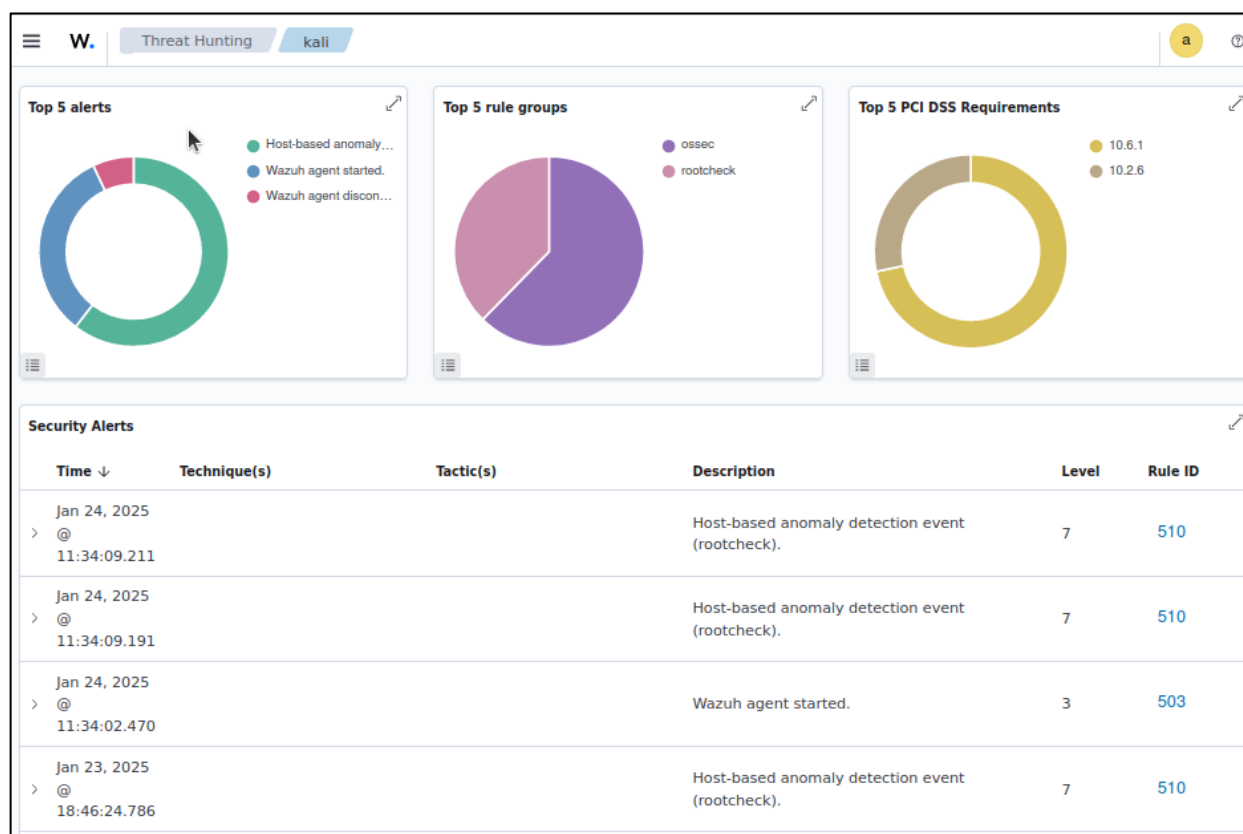 W.
Threat Hunting
kali
a
Top 5 alerts
Host-based anomaly...
Wazuh agent started.
Wazuh agent discon...
Top 5 rule groups
ossec
rootcheck
Top 5 PCI DSS Requirements
10.6.1
10.2.6
Security Alerts
Time ↓ Technique(s) Tactic(s) Description Level Rule ID
Jan 24, 2025
@
11:34:09.211
Host-based anomaly detection event
(rootcheck).
7
510
Jan 24, 2025
@
11:34:09.191
Host-based anomaly detection event
(rootcheck).
7
510
Jan 24, 2025
@
11:34:02.470
Wazuh agent started.
3
503
Jan 23, 2025
@
18:46:24.786
Host-based anomaly detection event
(rootcheck).
7
510